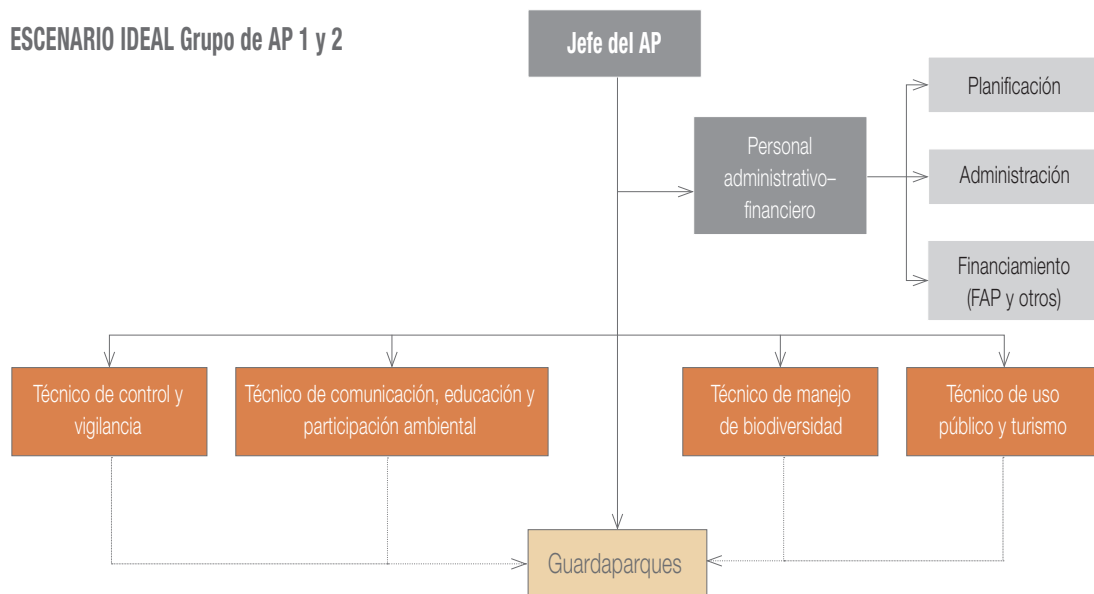 ESCENARIO IDEAL Grupo de AP 1 y 2
Jefe del AP
Planificación
Personal
administrativo–
financiero
Administración
Financiamiento
(FAP y otros)
Técnico de control y
vigilancia
Técnico de comunicación, educación y
participación ambiental
Técnico de manejo
de biodiversidad
Técnico de uso
público y turismo
Guardaparques